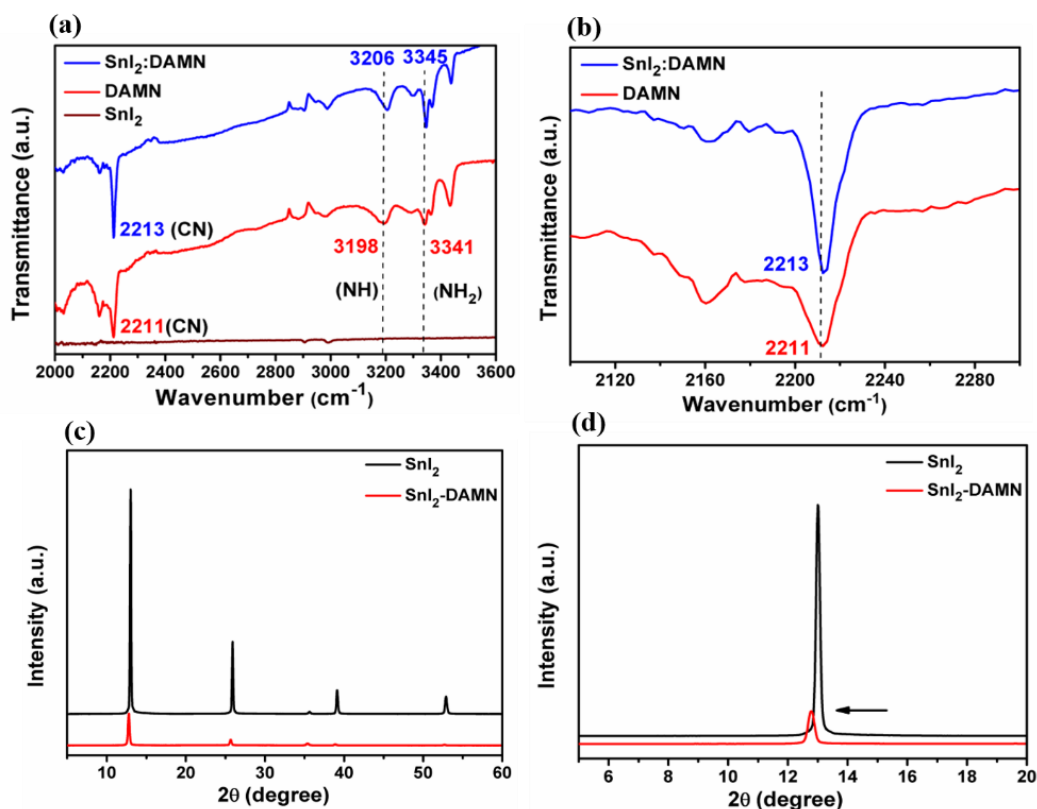 (a)
SnI2:DAMN
DAMN
SnI2
3206 3345
2213 (CN)
3198 3341
(NH) (NH2)
2211(CN)
Transmittance (a.u.)
2000 2200 2400 2600 2800 3000 3200 3400 3600
Wavenumber (cm-1)
(b)
SnI2:DAMN
DAMN
2213
2211
Transmittance (a.u.)
2120 2160 2200 2240 2280
Wavenumber (cm-1)
(c)
SnI2
SnI2-DAMN
Intensity (a.u.)
10 20 30 40 50 60
2θ (degree)
(d)
SnI2
SnI2-DAMN
Intensity (a.u.)
6 8 10 12 14 16 18 20
2θ (degree)